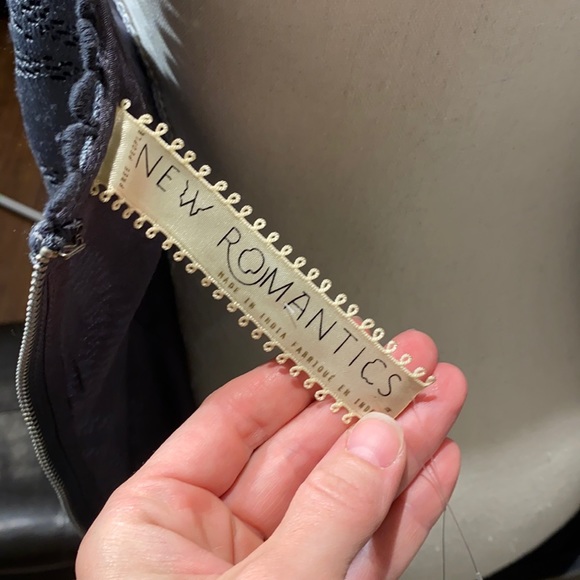 FREE PEOPLE
NEW ROMANTICS
MADE IN INDIA FABRIQUE EN